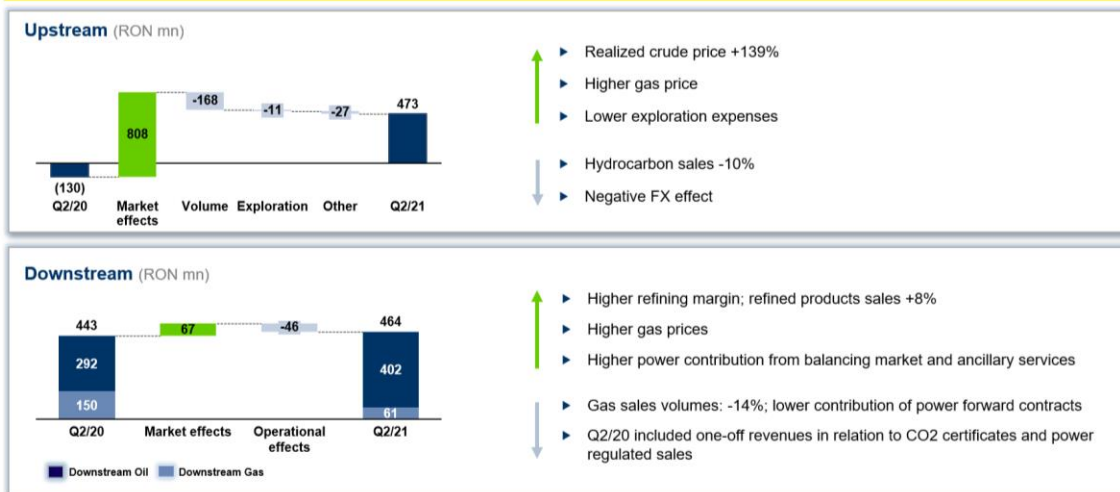 Upstream (RON mn)
808
-168
-11
-27
473
(130)
Q2/20
Market
effects
Volume
Exploration
Other
Q2/21
Realized crude price +139%
Higher gas price
Lower exploration expenses
Hydrocarbon sales -10%
Negative FX effect
Downstream (RON mn)
443
67
-46
464
292
402
150
61
Q2/20
Market effects
Operational
effects
Q2/21
Downstream Oil
Downstream Gas
Higher refining margin; refined products sales +8%
Higher gas prices
Higher power contribution from balancing market and ancillary services
Gas sales volumes: -14%; lower contribution of power forward contracts
Q2/20 included one-off revenues in relation to CO2 certificates and power
regulated sales